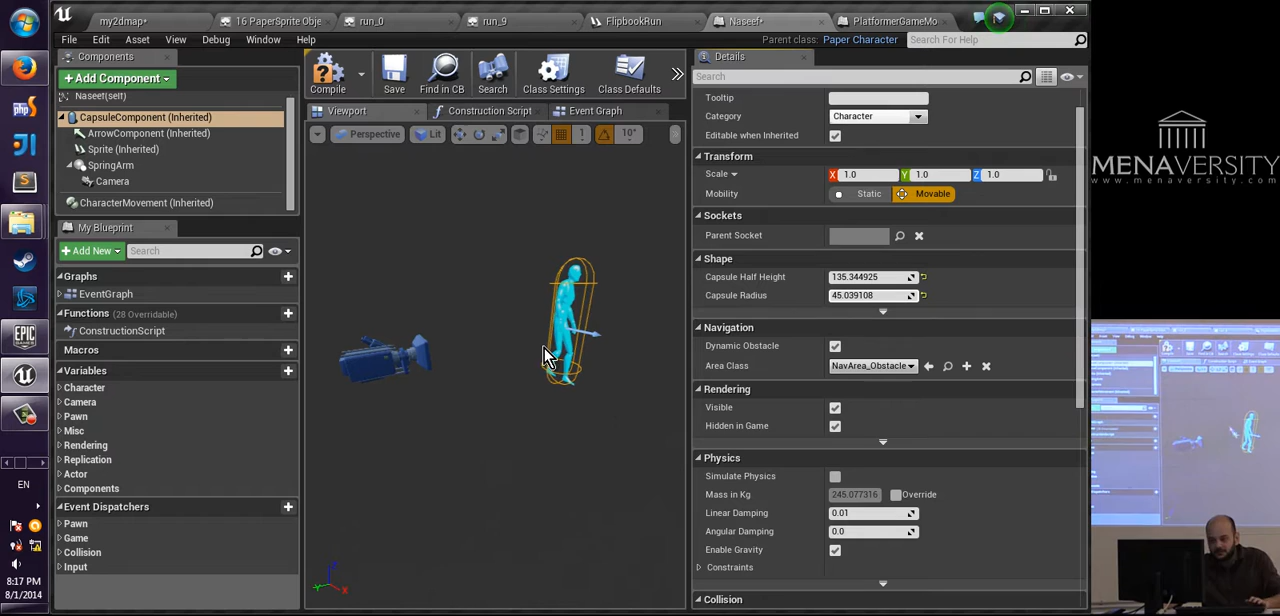 my2dmap*
16 PaperSprite Obje
run_0
run_9
FlipbookRun
Naseef*
PlatformerGameMo
File
Edit
Asset
View
Debug
Window
Help
Parent class:
Paper Character
Search For Help
Components
+Add Component
Naseef(self)
CapsuleComponent (Inherited)
ArrowComponent (Inherited)
Sprite (Inherited)
SpringArm
Camera
CharacterMovement (Inherited)
My Blueprint
+Add New
Search
Graphs
EventGraph
Functions (28 Overridable)
ConstructionScript
Macros
Variables
Character
Camera
Pawn
Misc
Rendering
Replication
Actor
Components
Event Dispatchers
Pawn
Game
Collision
Input
Compile
Save
Find in CB
Search
Class Settings
Class Defaults
Viewport
Construction Script
Event Graph
Perspective
Lit
1
10°
Details
Search
Tooltip
Category
Character
Editable when Inherited
Transform
Scale
X
1.0
Y
1.0
Z
1.0
Mobility
Static
Movable
Sockets
Parent Socket
Shape
Capsule Half Height
135.344925
Capsule Radius
45.039108
Navigation
Dynamic Obstacle
Area Class
NavArea_Obstacle
Rendering
Visible
Hidden in Game
Physics
Simulate Physics
Mass in Kg
245.077316
Override
Linear Damping
0.01
Angular Damping
0.0
Enable Gravity
Constraints
Collision
MENAVERSITY
www.menaversity.com
php
EPIC
GAMES
EN
8:17 PM
8/1/2014